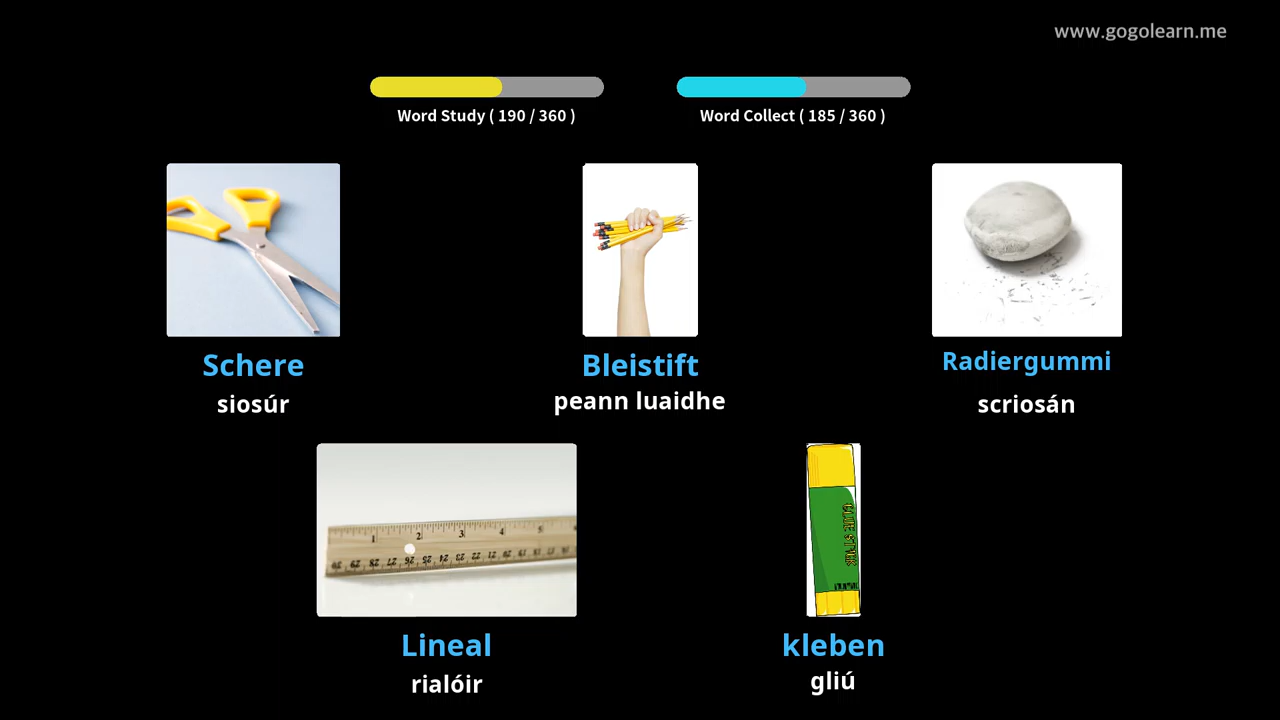 www.gogolearn.me
Word Study ( 190 / 360 )
Word Collect ( 185 / 360 )
Schere
Bleistift
Radiergummi
siosúr
peann luaidhe
scriosán
Lineal
kleben
rialóir
gliú